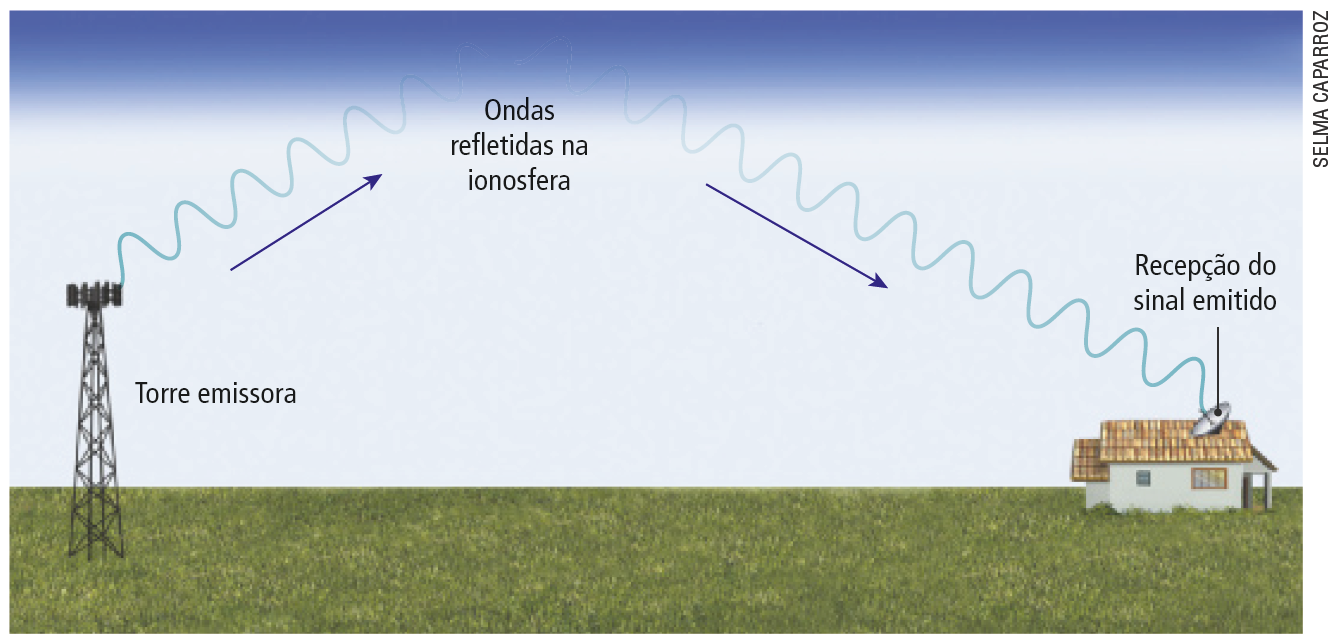 Ondas
refletidas na
ionosfera
Recepção do
sinal emitido
Torre emissora
SELMA CAPARROZ